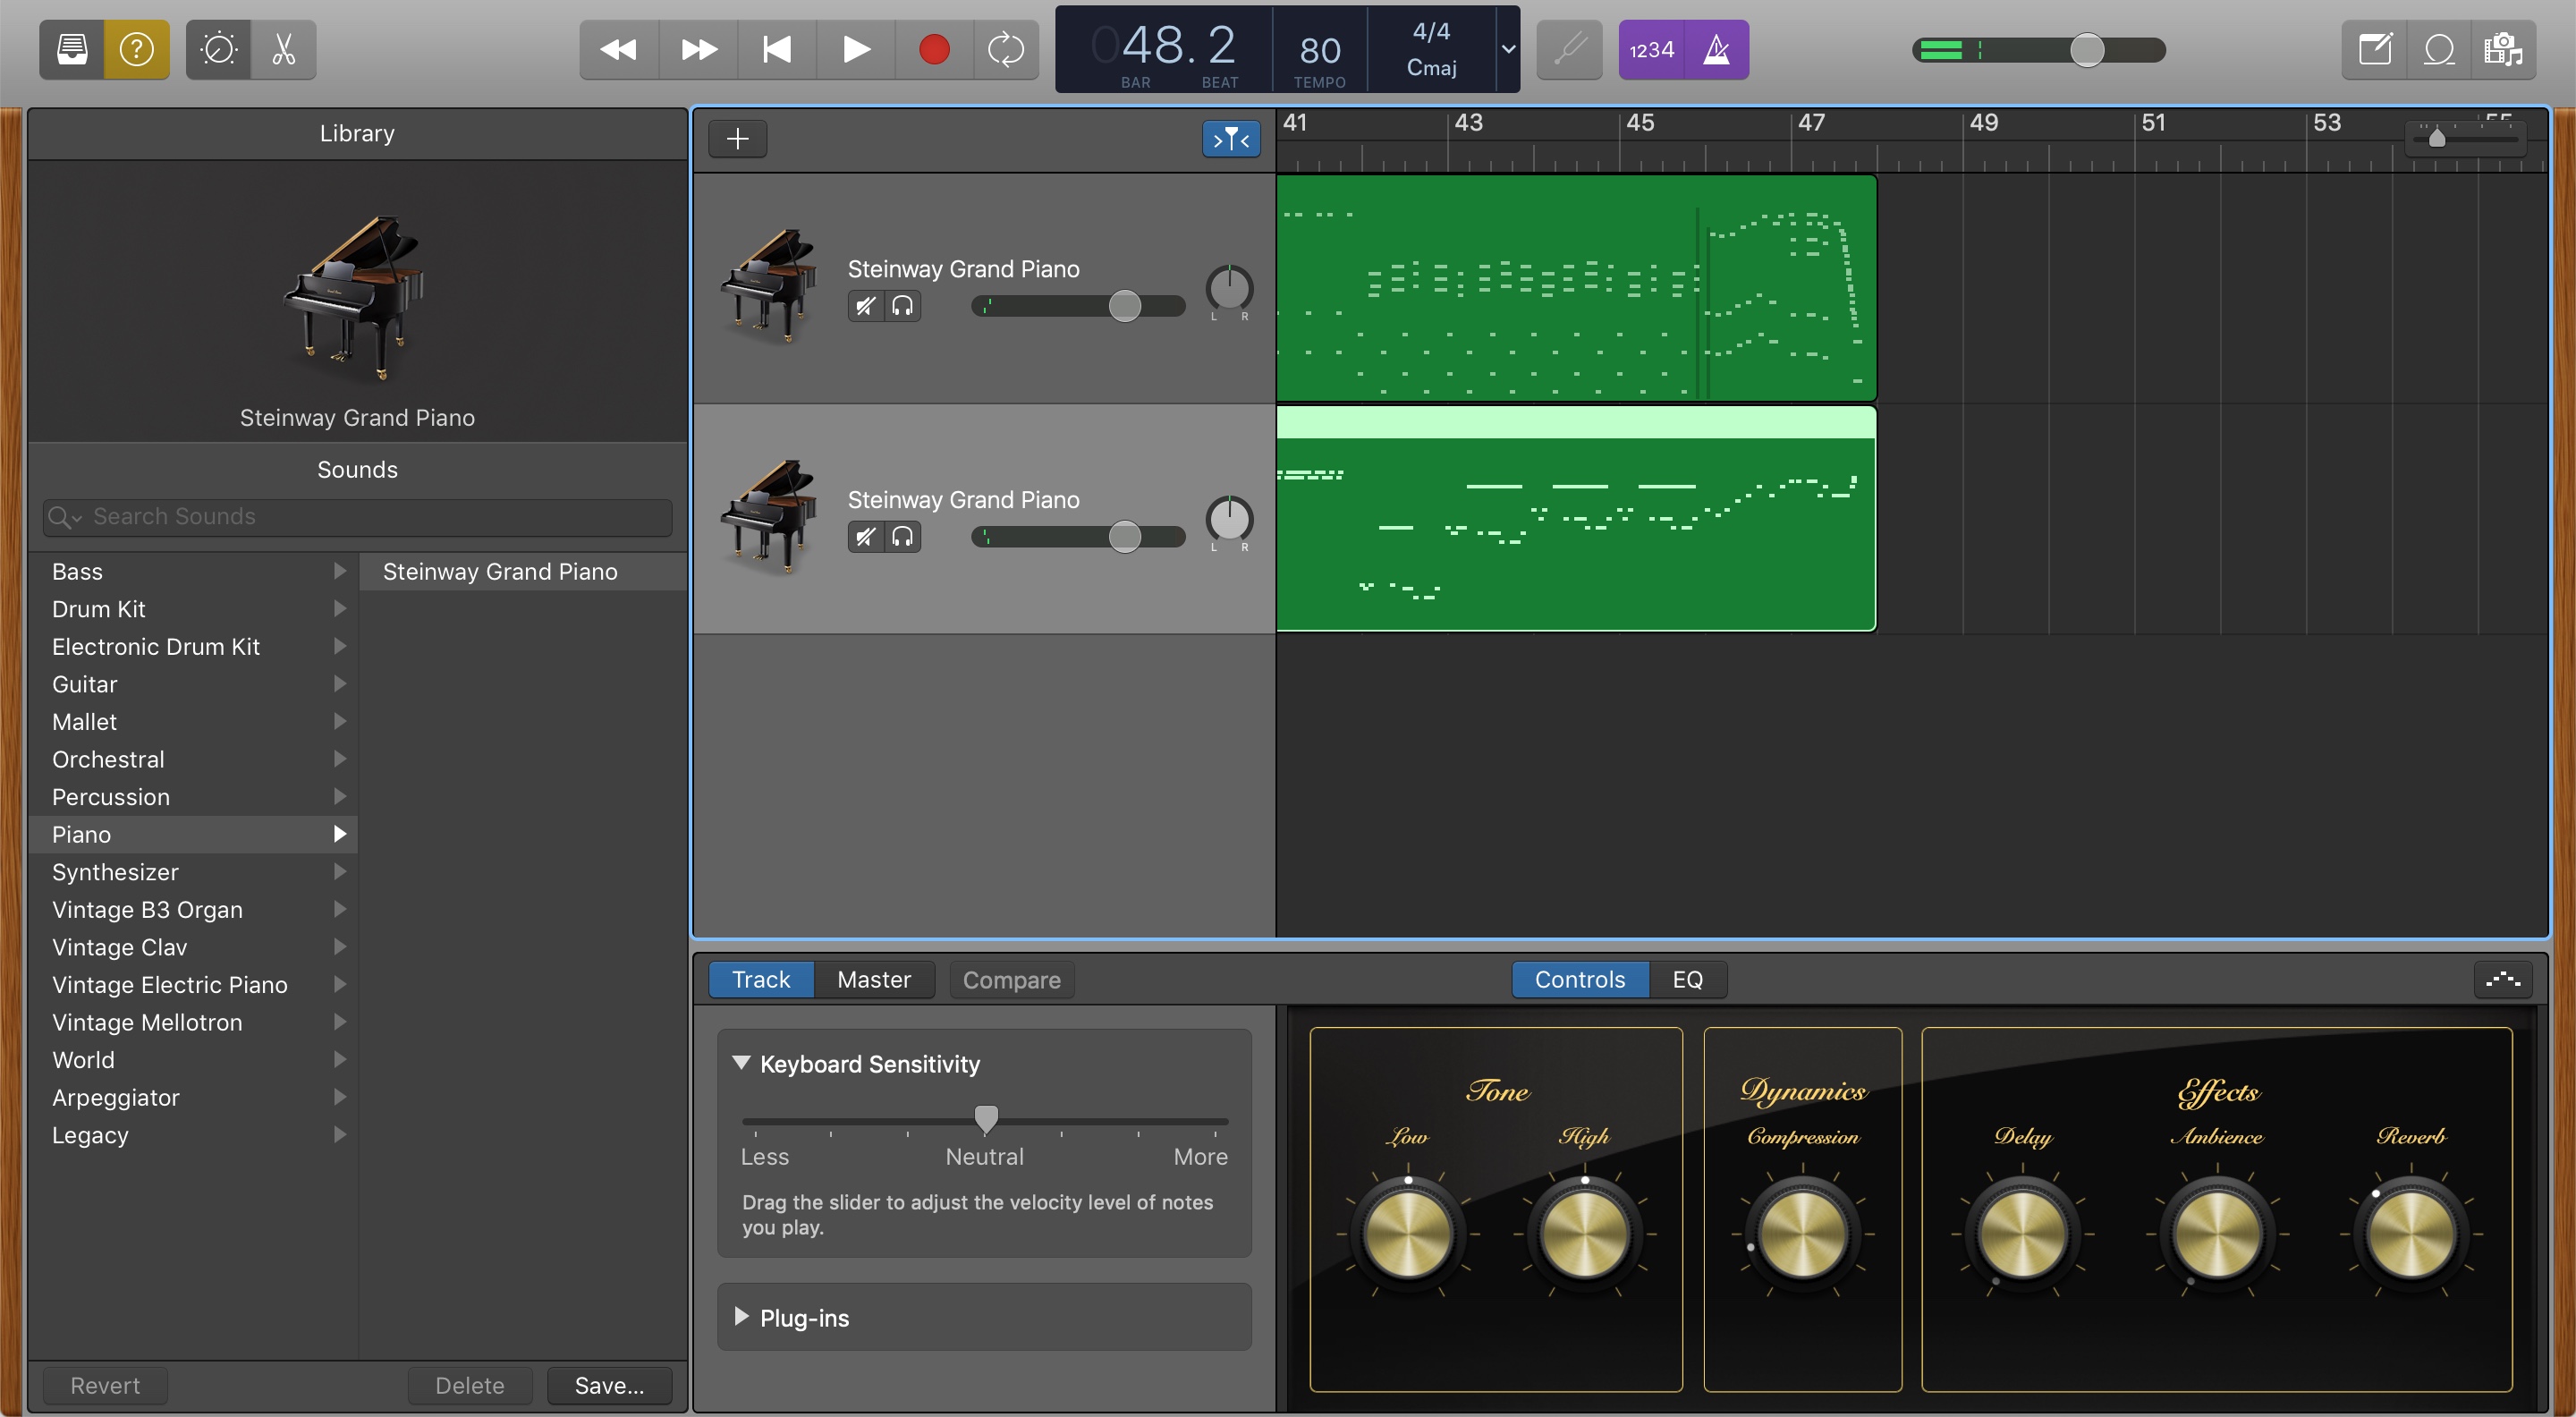 048. 2
BAR BEAT
80
TEMPO
4/4
Cmaj
1234
Library
Steinway Grand Piano
Sounds
Search Sounds
Bass
Drum Kit
Electronic Drum Kit
Guitar
Mallet
Orchestral
Percussion
Piano
Synthesizer
Vintage B3 Organ
Vintage Clav
Vintage Electric Piano
Vintage Mellotron
World
Arpeggiator
Legacy
Steinway Grand Piano
Revert Delete Save...
41 43 45 47 49 51 53 55
Steinway Grand Piano
L R
Steinway Grand Piano
L R
Track Master Compare
Controls EQ
Keyboard Sensitivity
Less Neutral More
Drag the slider to adjust the velocity level of notes
you play.
Plug-ins
Tone
Low High
Dynamics
Compression
Effects
Delay Ambience Reverb